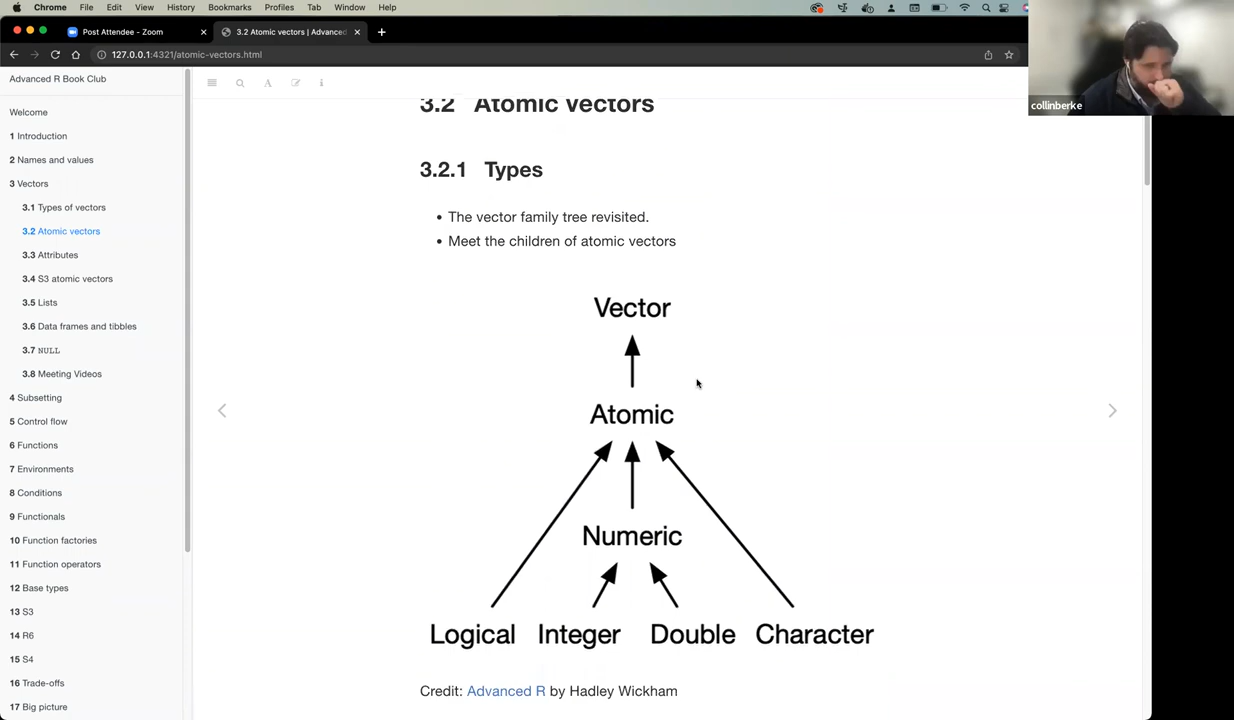 Chrome File Edit View History Bookmarks Profiles Tab Window Help
Post Attendee - Zoom
3.2 Atomic vectors | Advanced
127.0.0.1:4321/atomic-vectors.html
collinberke
Advanced R Book Club
Welcome
1 Introduction
2 Names and values
3 Vectors
3.1 Types of vectors
3.2 Atomic vectors
3.3 Attributes
3.4 S3 atomic vectors
3.5 Lists
3.6 Data frames and tibbles
3.7 NULL
3.8 Meeting Videos
4 Subsetting
5 Control flow
6 Functions
7 Environments
8 Conditions
9 Functionals
10 Function factories
11 Function operators
12 Base types
13 S3
14 R6
15 S4
16 Trade-offs
17 Big picture
3.2 Atomic vectors
3.2.1 Types
• The vector family tree revisited.
• Meet the children of atomic vectors
Vector
Atomic
Numeric
Logical Integer Double Character
Credit: Advanced R by Hadley Wickham